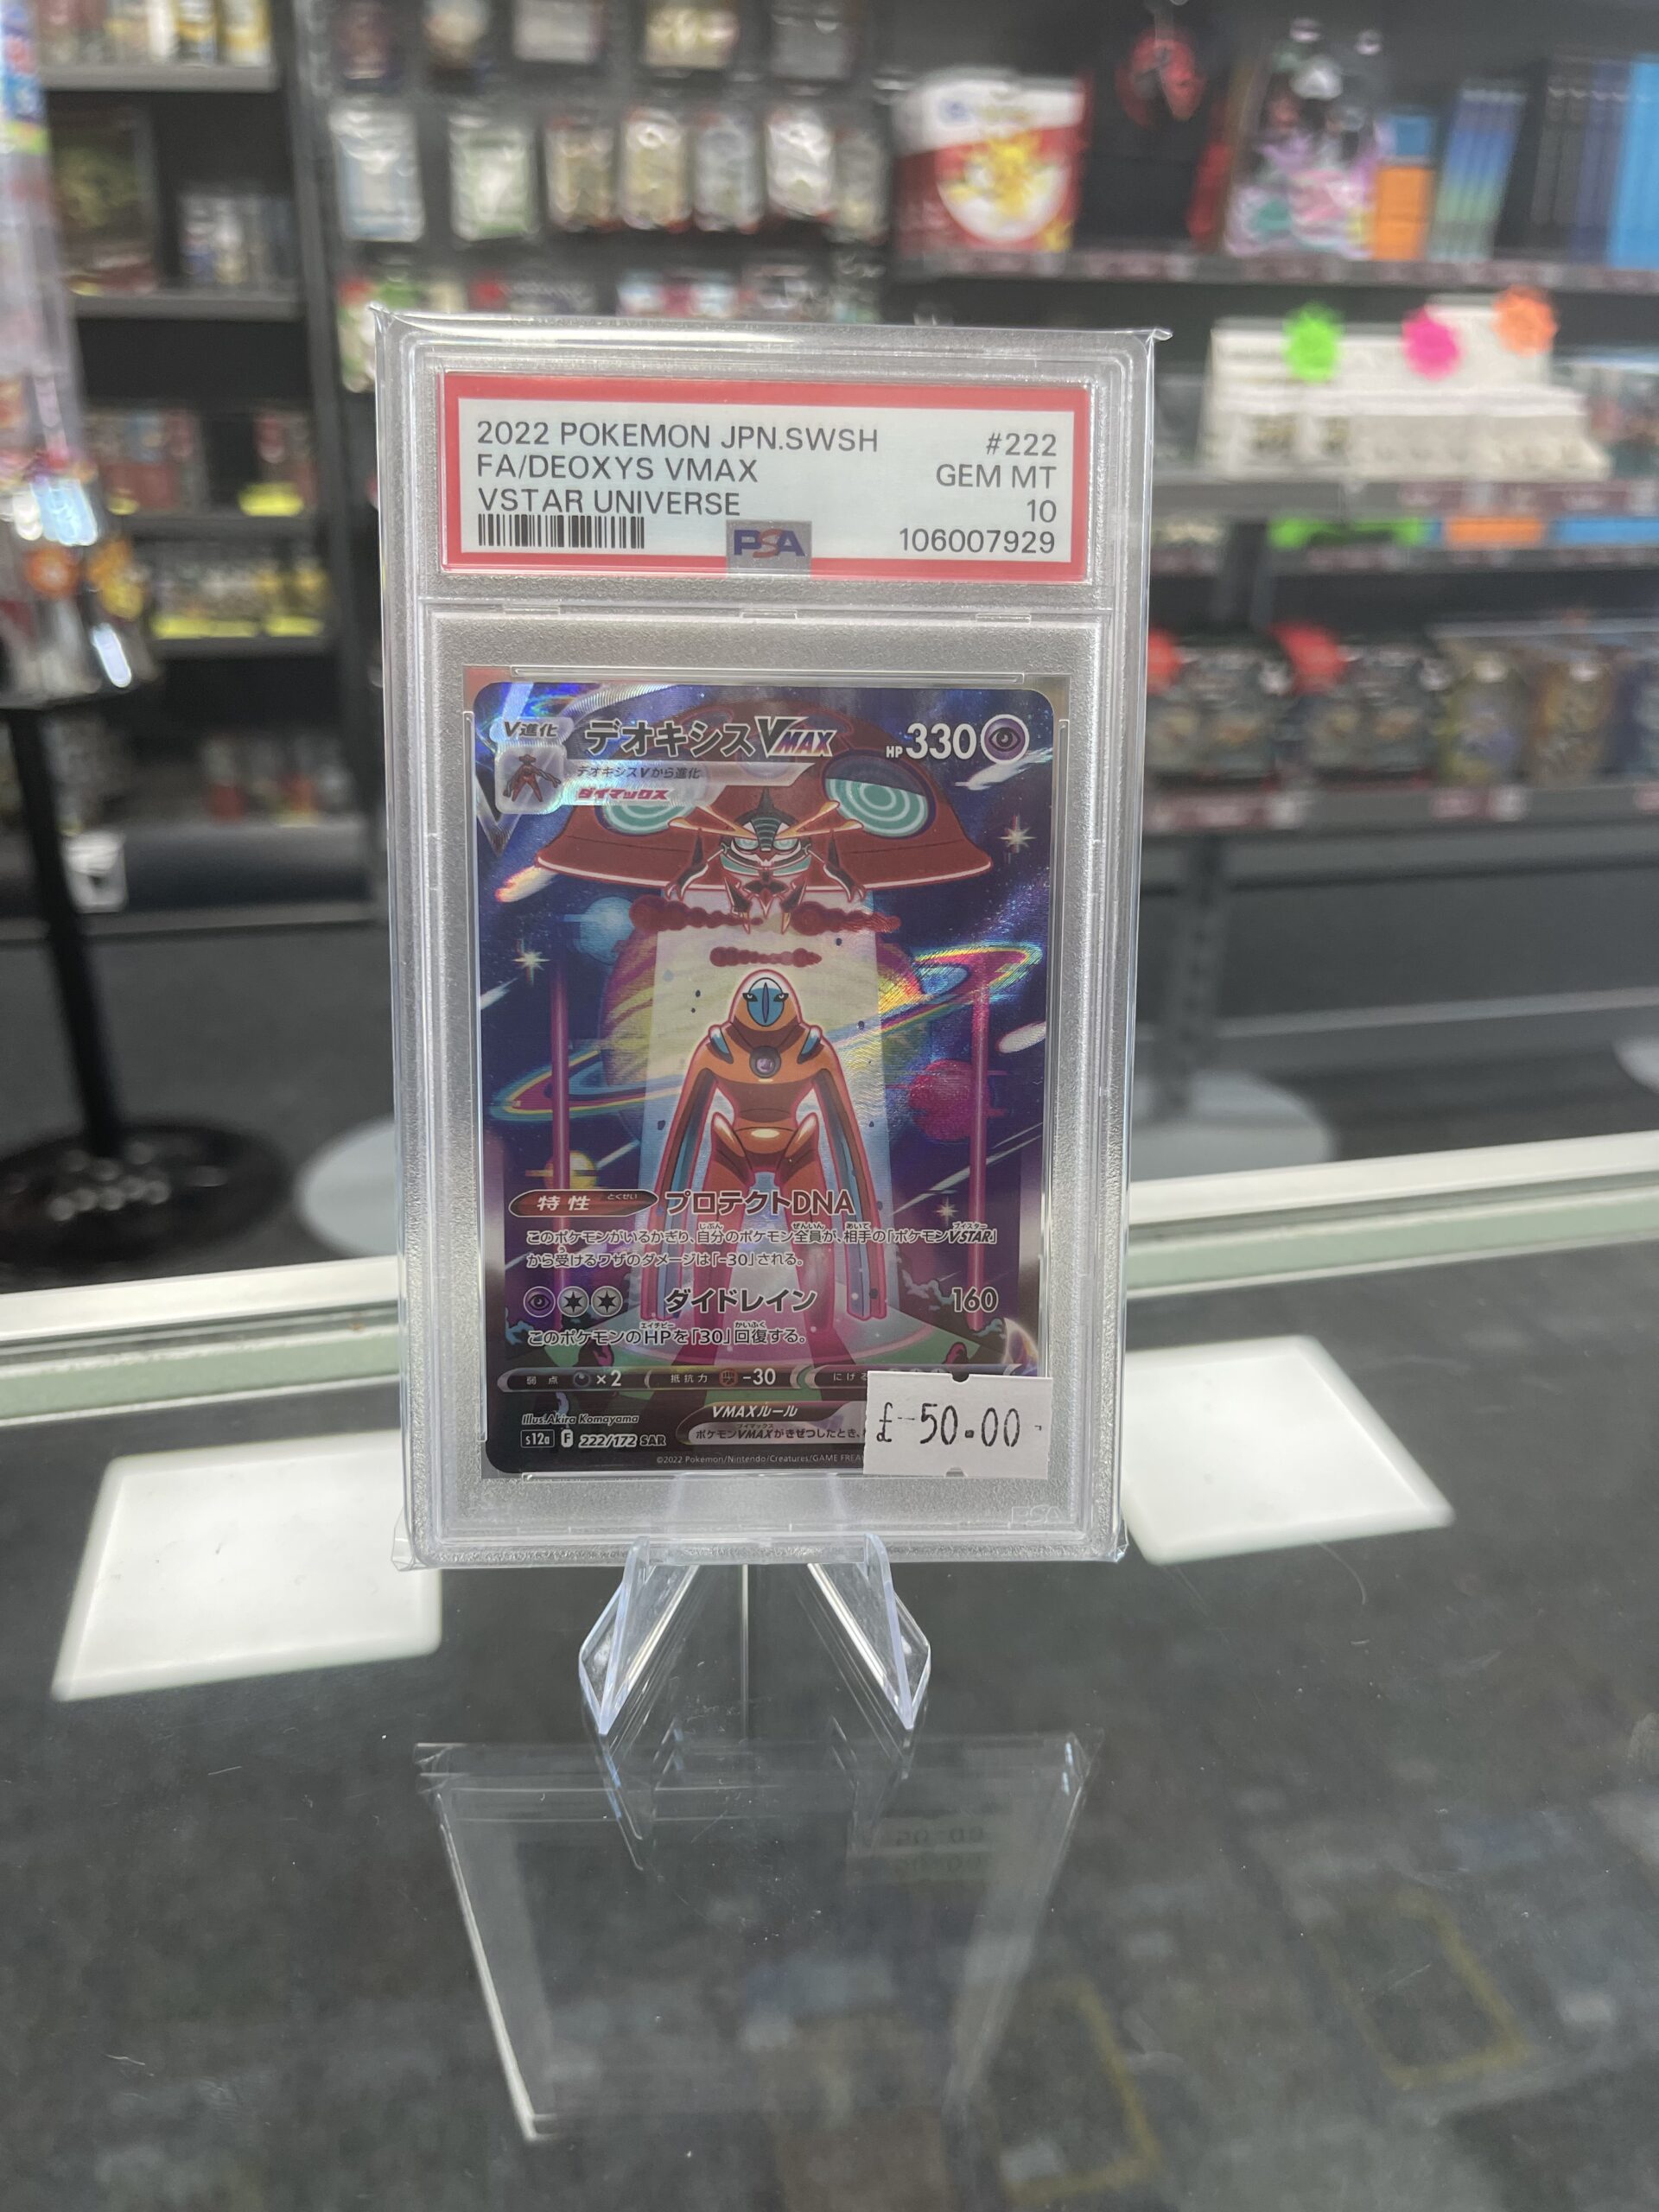 2022 POKEMON JPN.SWSH #222
FA/DEOXYS VMAX GEM MT
VSTAR UNIVERSE 10
PSA 106007929
V進化 デオキシスVMAX HP330
デオキシスVから進化
ダイマックス
特性 とくせい プロテクトDNA
このポケモンがいるかぎり、自分のポケモン全員が、相手の「ポケモンVSTAR」
から受けるワザのダメージは「-30」される。
ダイドレイン 160
このポケモンのHPを「30」回復する。
弱点 ×2 抵抗力 -30 にげる
Illus. Akira Komayama VMAXルール
s12a F 222/172 SAR ポケモンVMAXがきぜつしたとき、
©2022 Pokémon/Nintendo/Creatures/GAME FREA
£-50.00-
PSA